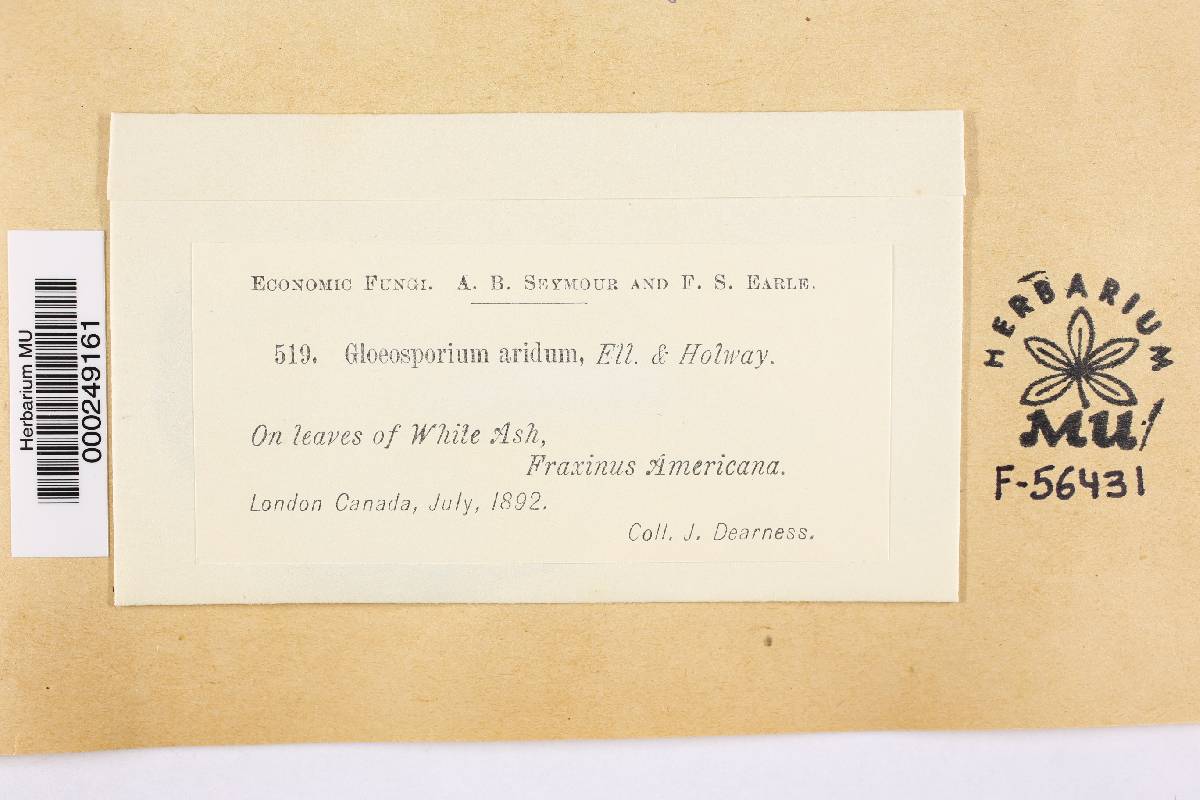 Economic Fungi. A. B. Seymour and F. S. Earle.
519. Gloeosporium aridum, Ell. & Holway.
On leaves of White Ash,
Fraxinus Americana.
London Canada, July, 1892.
Coll. J. Dearness.
Herbarium MU
000249161
HERBARIUM
MU
F-56431